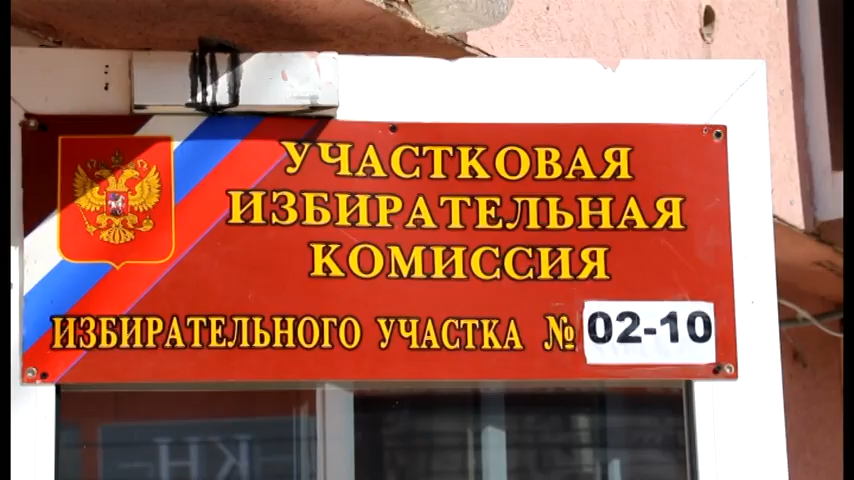 УЧАСТКОВАЯ
ИЗБИРАТЕЛЬНАЯ
КОМИССИЯ
ИЗБИРАТЕЛЬНОГО УЧАСТКА № 02-10